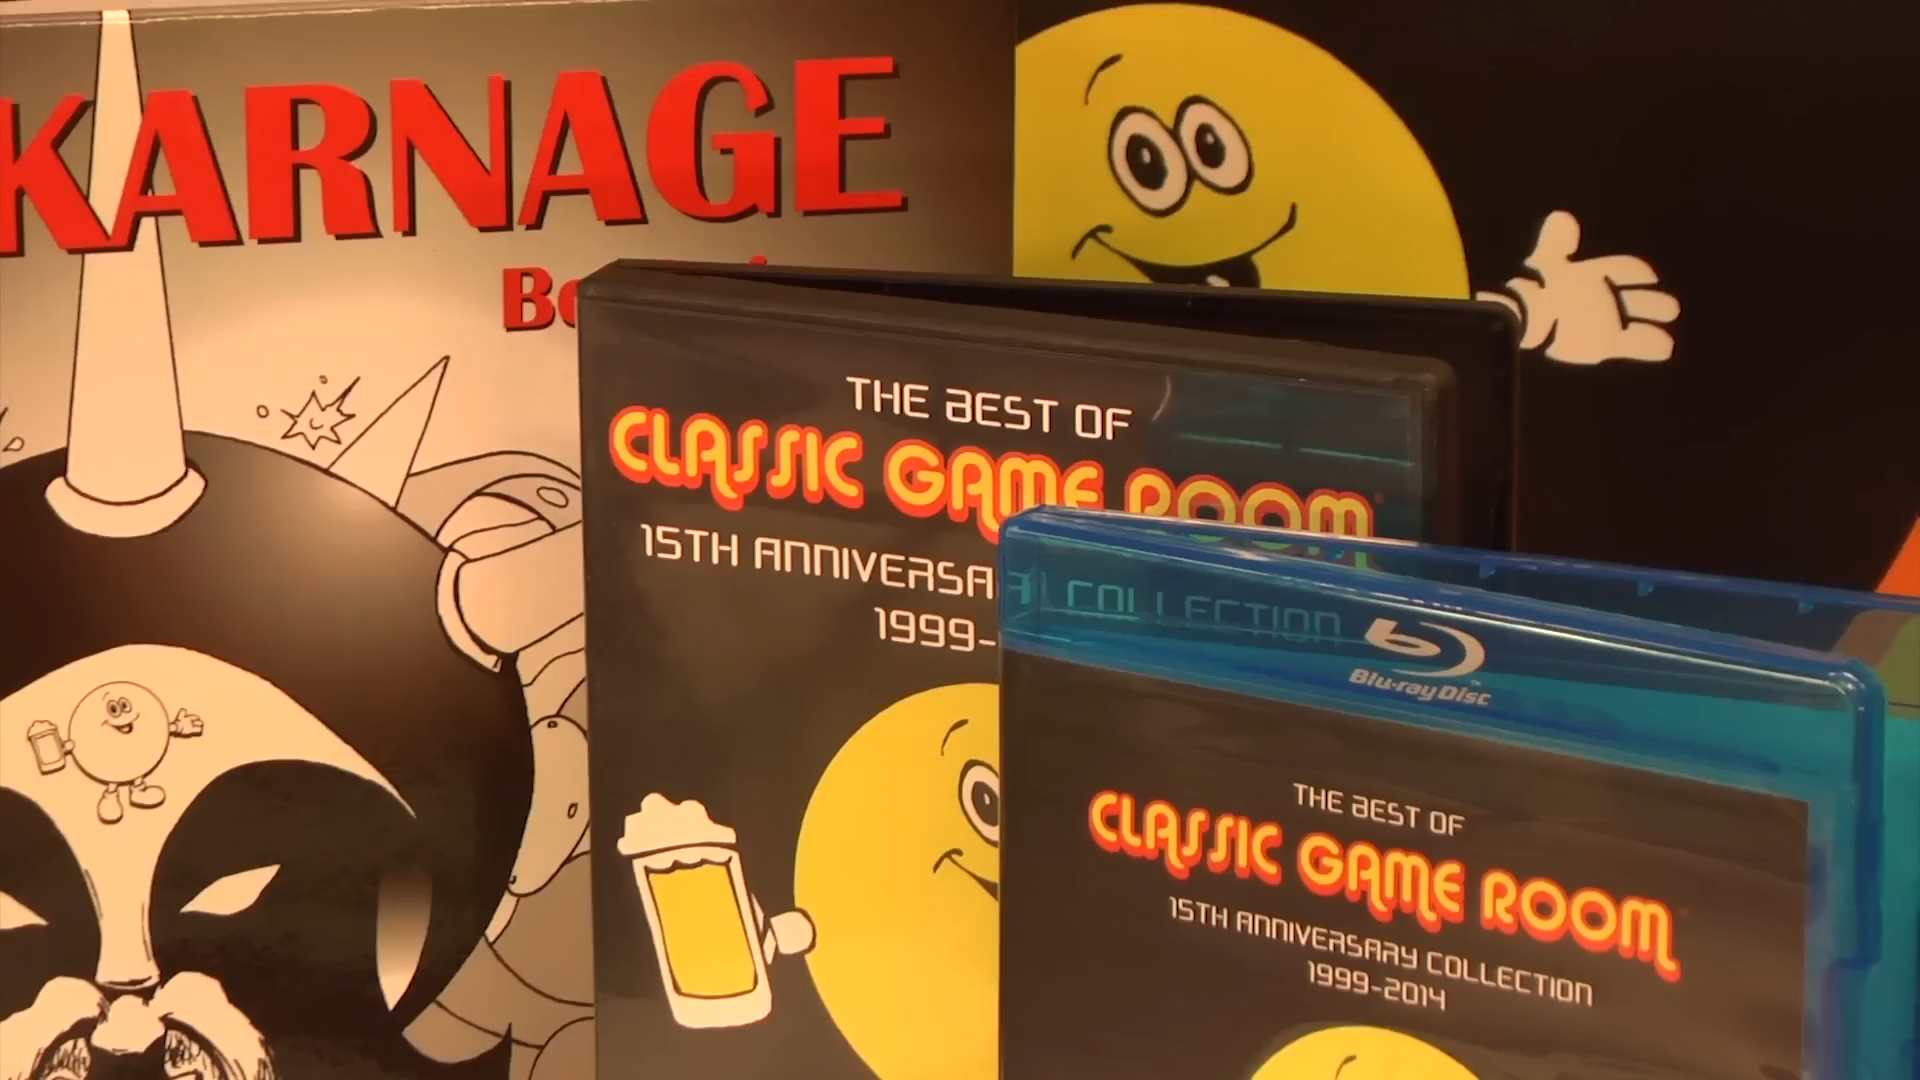 KARNAGE
THE BEST OF
CLASSIC GAME ROOM
15TH ANNIVERSARY COLLECTION
1999-
Blu-ray Disc
THE BEST OF
CLASSIC GAME ROOM
15TH ANNIVERSARY COLLECTION
1999-2014